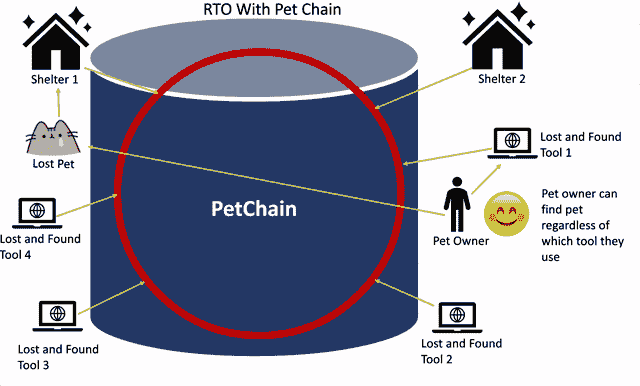 RTO With Pet Chain
Shelter 1
Shelter 2
Lost Pet
Lost and Found
Tool 1
PetChain
Pet Owner
Pet owner can
find pet
regardless of
which tool they
use
Lost and Found
Tool 4
Lost and Found
Tool 3
Lost and Found
Tool 2